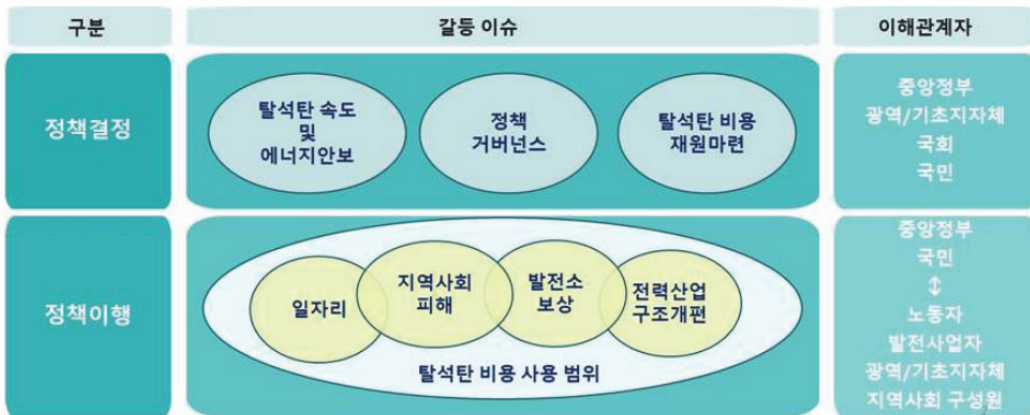 구분
갈등 이슈
이해관계자
정책결정
탈석탄 속도
및
에너지안보
정책
거버넌스
탈석탄 비용
재원마련
중앙정부
광역/기초지자체
국회
국민
정책이행
일자리
지역사회
피해
발전소
보상
전력산업
구조개편
탈석탄 비용 사용 범위
중앙정부
국민
↕
노동자
발전사업자
광역/기초지자체
지역사회 구성원